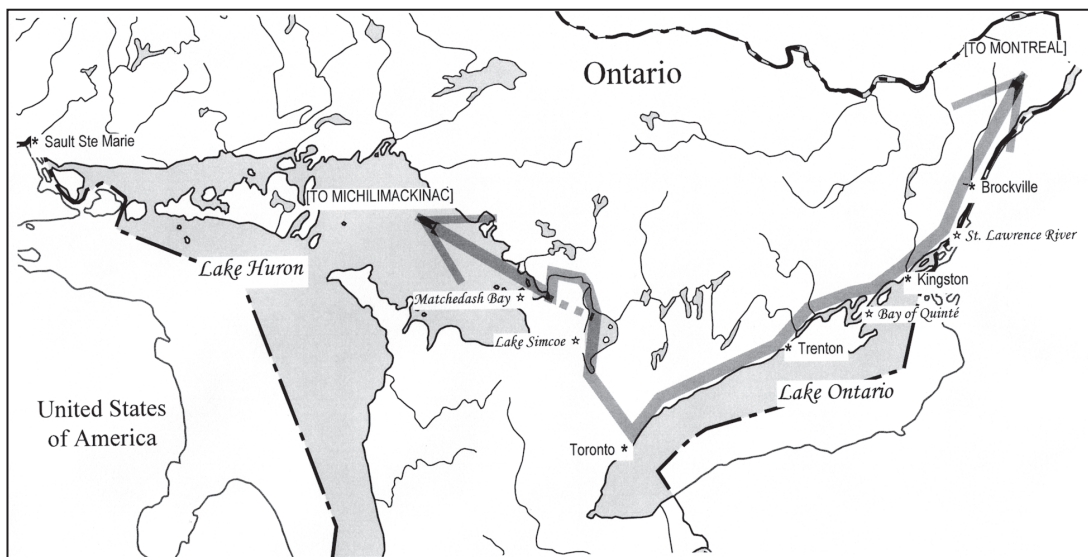 [TO MONTREAL]
Ontario
Sault Ste Marie
[TO MICHILIMACKINAC]
Brockville
St. Lawrence River
Lake Huron
Kingston
Matchedash Bay
Bay of Quinté
Lake Simcoe
Trenton
Lake Ontario
United States
of America
Toronto